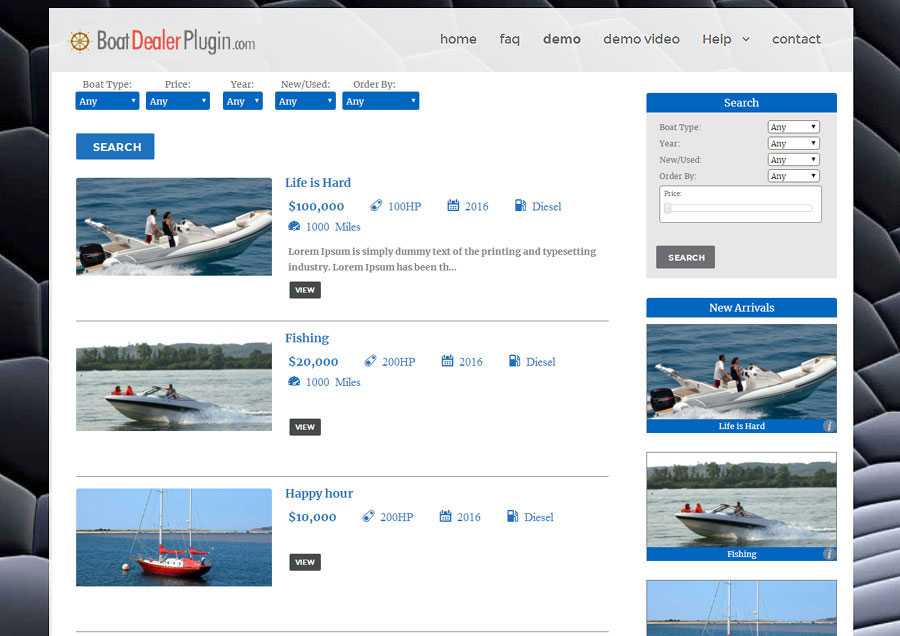 BoatDealerPlugin.com
home faq demo demo video Help contact
Boat Type: Price: Year: New/Used: Order By:
Any Any Any Any Any
SEARCH
Life is Hard
$100,000 100HP 2016 Diesel
1000 Miles
Lorem Ipsum is simply dummy text of the printing and typesetting
industry. Lorem Ipsum has been th...
VIEW
Fishing
$20,000 200HP 2016 Diesel
1000 Miles
VIEW
Happy hour
$10,000 200HP 2016 Diesel
VIEW
Search
Boat Type: Any
Year: Any
New/Used: Any
Order By: Any
Price:
SEARCH
New Arrivals
Life is Hard i
Fishing i